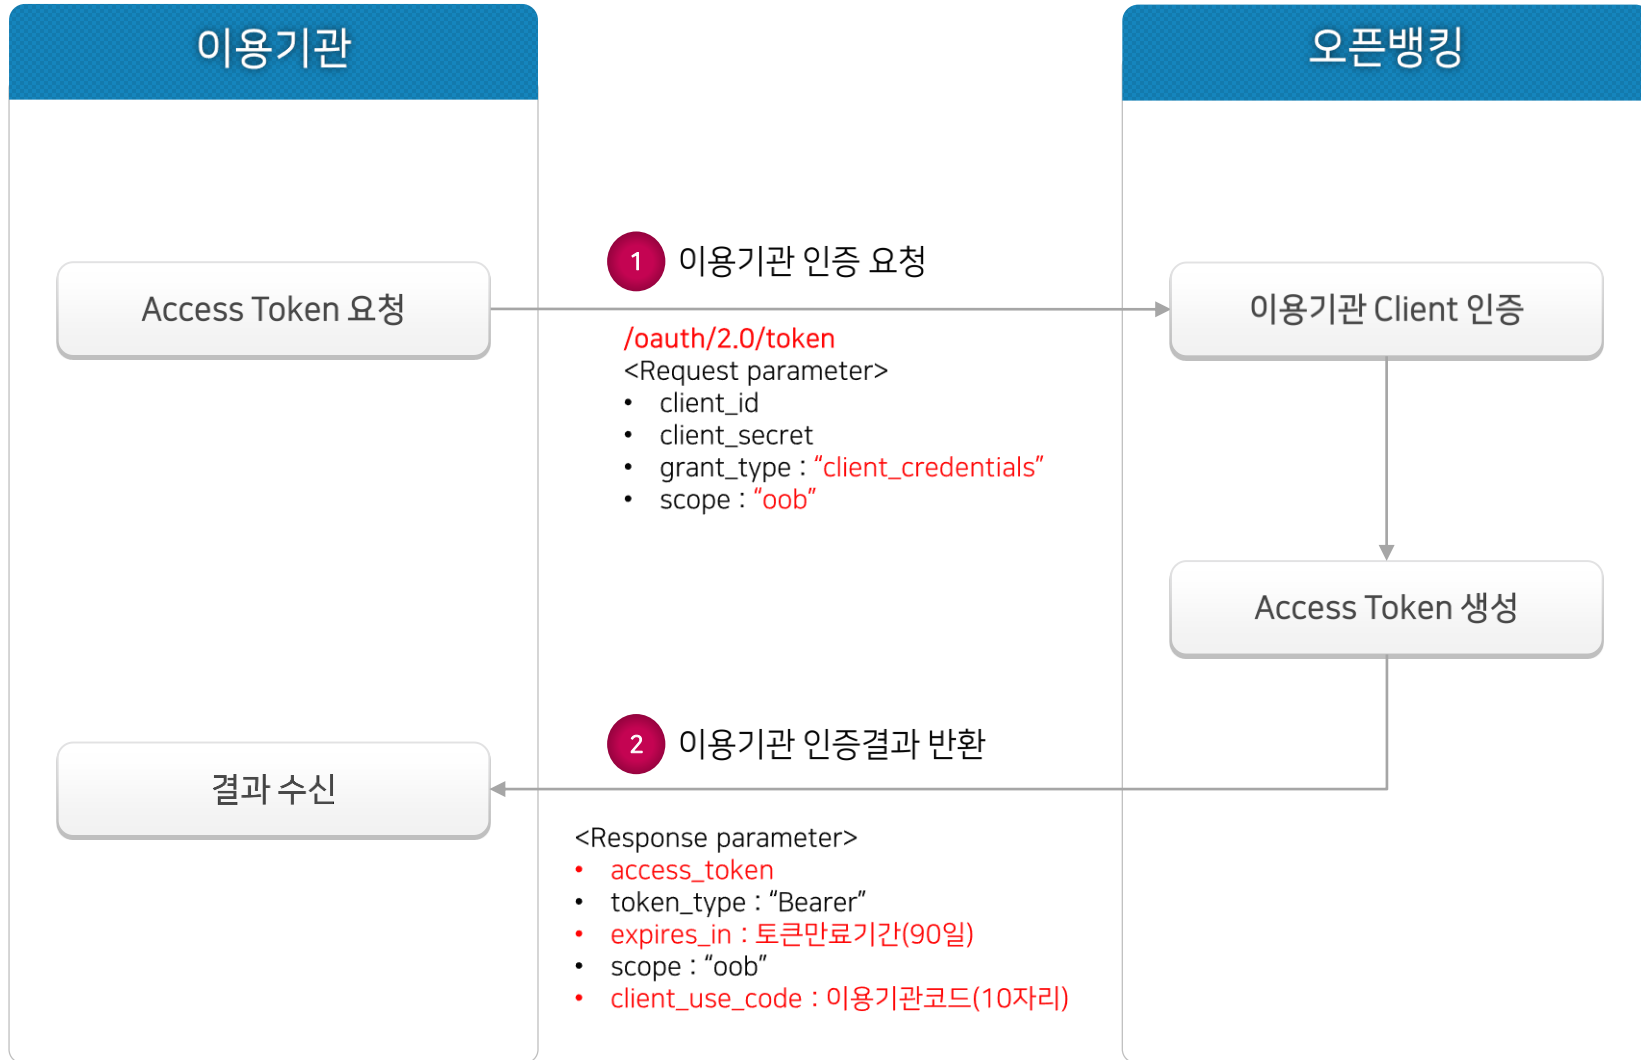 이용기관
오픈뱅킹
1 이용기관 인증 요청
Access Token 요청
이용기관 Client 인증
/oauth/2.0/token
<Request parameter>
• client_id
• client_secret
• grant_type : “client_credentials”
• scope : “oob”
Access Token 생성
2 이용기관 인증결과 반환
결과 수신
<Response parameter>
• access_token
• token_type : “Bearer”
• expires_in : 토큰만료기간(90일)
• scope : “oob”
• client_use_code : 이용기관코드(10자리)